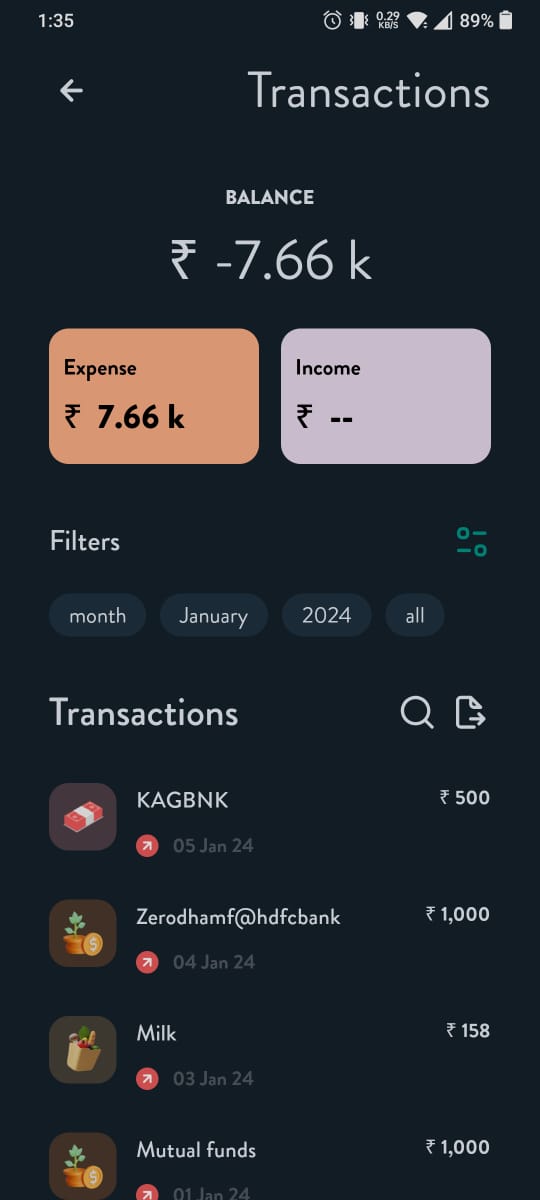 1:35
0.29
KB/S
89%
Transactions
BALANCE
₹ -7.66 k
Expense
₹ 7.66 k
Income
₹ --
Filters
month January 2024 all
Transactions
KAGBNK ₹ 500
05 Jan 24
Zerodhamf@hdfcbank ₹ 1,000
04 Jan 24
Milk ₹ 158
03 Jan 24
Mutual funds ₹ 1,000
01 Jan 24